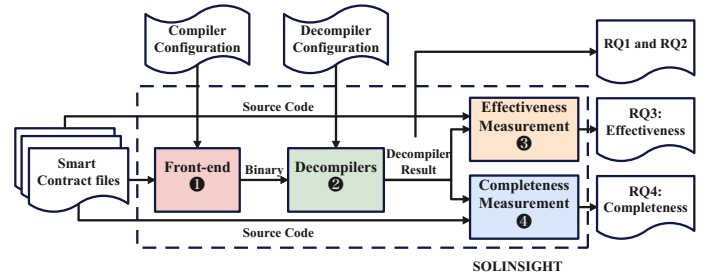 Compiler
Configuration
Decompiler
Configuration
RQ1 and RQ2
Source Code
Effectiveness
Measurement
❸
RQ3:
Effectiveness
Smart
Contract files
Front-end
❶
Binary
Decompilers
❷
Decompiler
Result
Completeness
Measurement
❹
RQ4:
Completeness
Source Code
SOLINSIGHT